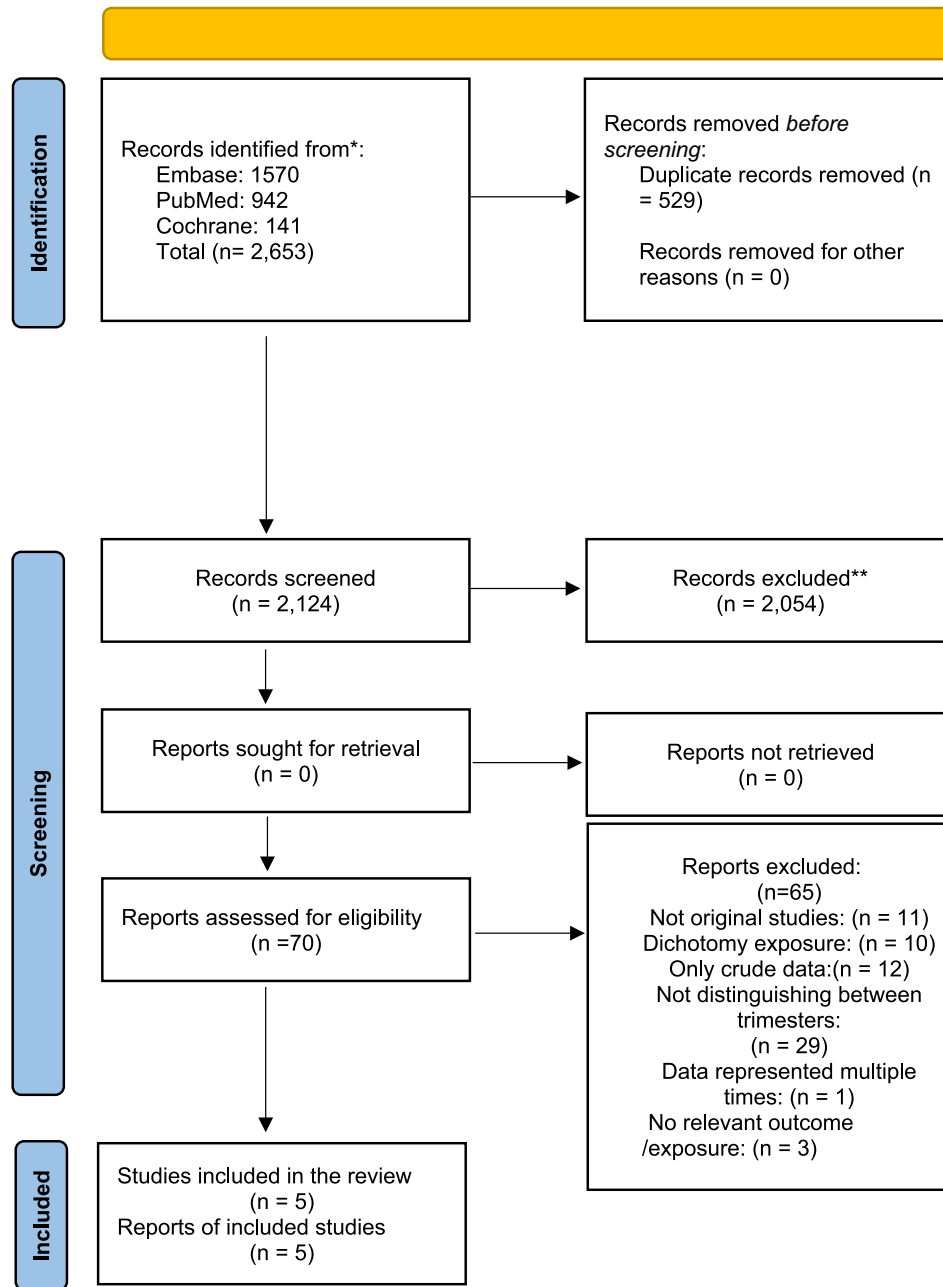 Identification
Records identified from*:
Embase: 1570
PubMed: 942
Cochrane: 141
Total (n= 2,653)
Records removed before
screening:
Duplicate records removed (n
= 529)
Records removed for other
reasons (n = 0)
Screening
Records screened
(n = 2,124)
Records excluded**
(n = 2,054)
Reports sought for retrieval
(n = 0)
Reports not retrieved
(n = 0)
Reports assessed for eligibility
(n =70)
Reports excluded:
(n=65)
Not original studies: (n = 11)
Dichotomy exposure: (n = 10)
Only crude data:(n = 12)
Not distinguishing between
trimesters:
(n = 29)
Data represented multiple
times: (n = 1)
No relevant outcome
/exposure: (n = 3)
Included
Studies included in the review
(n = 5)
Reports of included studies
(n = 5)